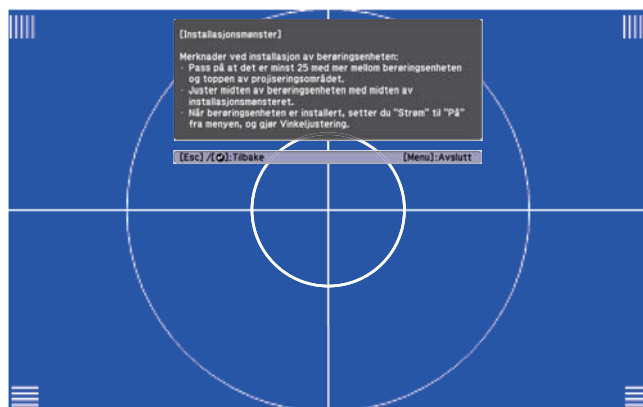 [Installasjonsmønster]
Merknader ved installasjon av berøringsenheten:
· Pass på at det er minst 25 med mer mellom berøringsenheten
og toppen av projiseringsområdet.
· Juster midten av berøringsenheten med midten av
installasjonsmønsteret.
· Når berøringsenheten er installert, setter du "Strøm" til "På"
fra menyen, og gjør Vinkeljustering.
[Esc] /[⏎]:Tilbake [Menu]:Avslutt